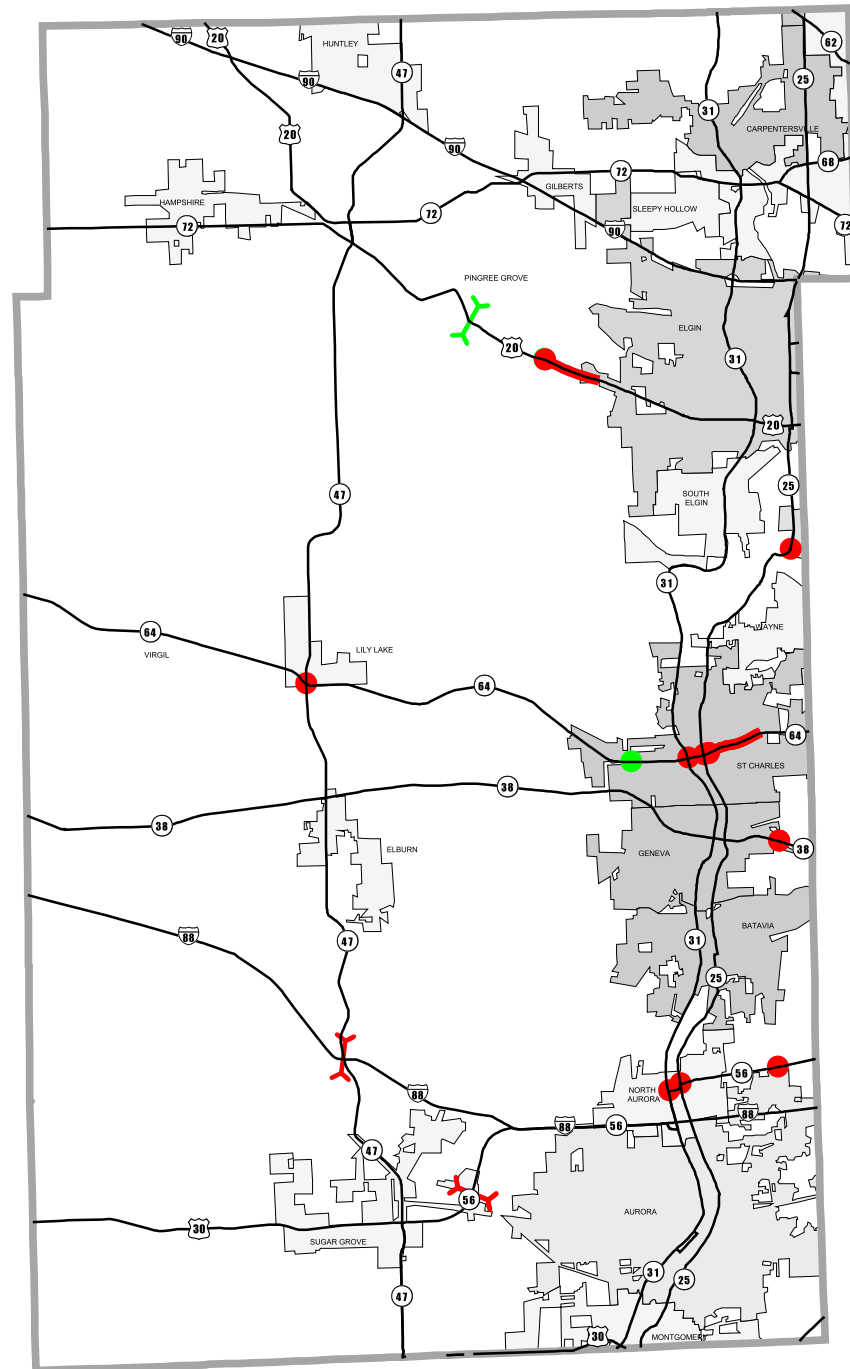 90
20
HUNTLEY
47
62
90
25
31
20
CARPENTERSVILLE
90
68
72
GILBERTS
HAMPSHIRE
SLEEPY HOLLOW
72
72
90
72
PINGREE GROVE
ELGIN
20
31
20
47
SOUTH
ELGIN
25
31
64
VIRGIL
LILY LAKE
WAYNE
64
64
ST CHARLES
38
38
ELBURN
GENEVA
38
88
47
31
BATAVIA
25
56
88
NORTH
AURORA
88
88
56
47
56
30
SUGAR GROVE
AURORA
31
25
47
30
MONTGOMERY